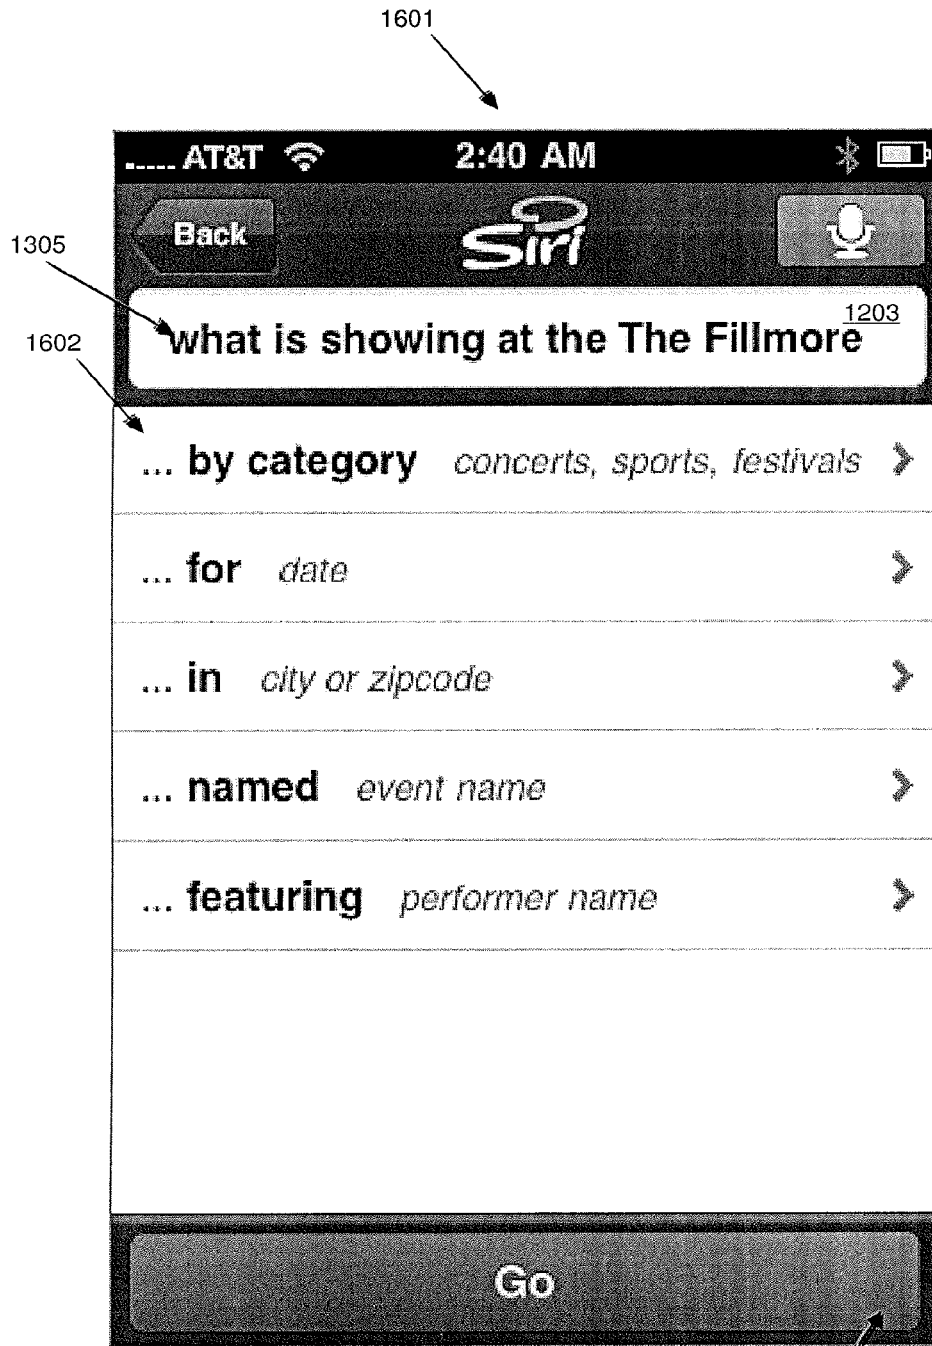 1601
..... AT&T 2:40 AM
Back Siri
1305
1203
what is showing at the The Fillmore
1602
... by category concerts, sports, festivals
... for date
... in city or zipcode
... named event name
... featuring performer name
Go